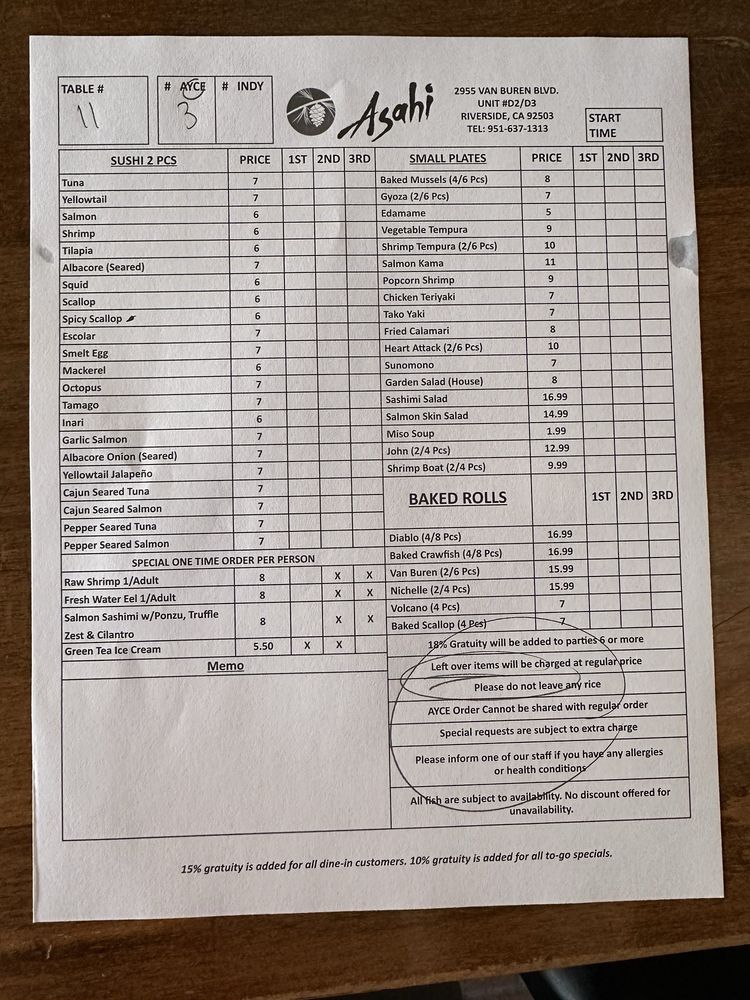 TABLE # # AYCE # INDY
11 3
Asahi
2955 VAN BUREN BLVD.
UNIT #D2/D3
RIVERSIDE, CA 92503
TEL: 951-637-1313
START
TIME
SUSHI 2 PCS PRICE 1ST 2ND 3RD
Tuna 7
Yellowtail 7
Salmon 6
Shrimp 6
Tilapia 6
Albacore (Seared) 7
Squid 6
Scallop 6
Spicy Scallop 6
Escolar 7
Smelt Egg 7
Mackerel 6
Octopus 7
Tamago 7
Inari 6
Garlic Salmon 7
Albacore Onion (Seared) 7
Yellowtail Jalapeño 7
Cajun Seared Tuna 7
Cajun Seared Salmon 7
Pepper Seared Tuna 7
Pepper Seared Salmon 7
SPECIAL ONE TIME ORDER PER PERSON
Raw Shrimp 1/Adult 8 X X
Fresh Water Eel 1/Adult 8 X X
Salmon Sashimi w/Ponzu, Truffle
Zest & Cilantro 8 X X
Green Tea Ice Cream 5.50 X X
Memo
SMALL PLATES PRICE 1ST 2ND 3RD
Baked Mussels (4/6 Pcs) 8
Gyoza (2/6 Pcs) 7
Edamame 5
Vegetable Tempura 9
Shrimp Tempura (2/6 Pcs) 10
Salmon Kama 11
Popcorn Shrimp 9
Chicken Teriyaki 7
Tako Yaki 7
Fried Calamari 8
Heart Attack (2/6 Pcs) 10
Sunomono 7
Garden Salad (House) 8
Sashimi Salad 16.99
Salmon Skin Salad 14.99
Miso Soup 1.99
John (2/4 Pcs) 12.99
Shrimp Boat (2/4 Pcs) 9.99
BAKED ROLLS 1ST 2ND 3RD
Diablo (4/8 Pcs) 16.99
Baked Crawfish (4/8 Pcs) 16.99
Van Buren (2/6 Pcs) 15.99
Nichelle (2/4 Pcs) 15.99
Volcano (4 Pcs) 7
Baked Scallop (4 Pcs) 7
18% Gratuity will be added to parties 6 or more
Left over items will be charged at regular price
Please do not leave any rice
AYCE Order Cannot be shared with regular order
Special requests are subject to extra charge
Please inform one of our staff if you have any allergies
or health conditions
All fish are subject to availability. No discount offered for
unavailability.
15% gratuity is added for all dine-in customers. 10% gratuity is added for all to-go specials.